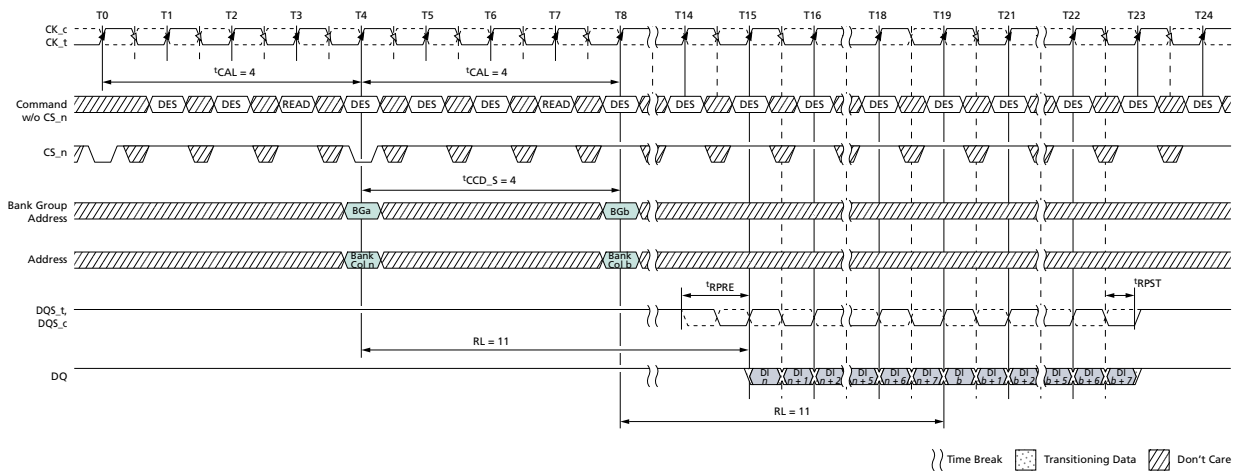 T0 T1 T2 T3 T4 T5 T6 T7 T8 T14 T15 T16 T18 T19 T21 T22 T23 T24
CK_c
CK_t
tCAL = 4 tCAL = 4
Command
w/o CS_n
DES DES READ DES DES DES READ DES DES DES DES DES DES DES DES DES DES
CS_n
tCCD_S = 4
Bank Group
Address
BGa BGb
Address
Bank
Col n
Bank
Col b
tRPRE tRPST
DQS_t,
DQS_c
RL = 11
DQ
DI
n
DI
n + 1
DI
n + 2
DI
n + 5
DI
n + 6
DI
n + 7
DI
b
DI
b + 1
DI
b + 2
DI
b + 5
DI
b + 6
DI
b + 7
RL = 11
Time Break Transitioning Data Don't Care